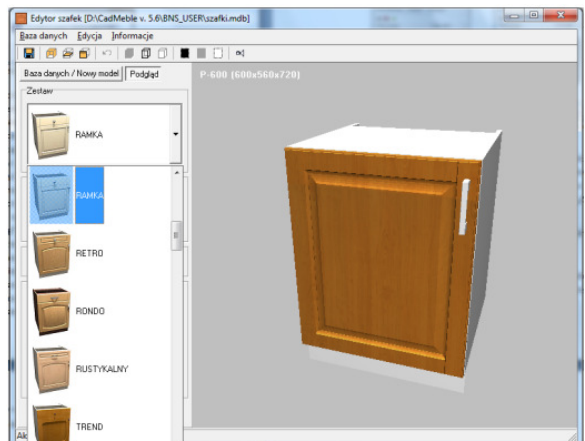 Edytor szafek [D:\CadMeble v. 5.6\BNS_USER\szafki.mdb]
Baza danych Edycja Informacje
Baza danych / Nowy model Podgląd
P-600 (600x560x720)
Zestaw
RAMKA
RAMKA
RETRO
RONDO
RUSTYKALNY
TREND